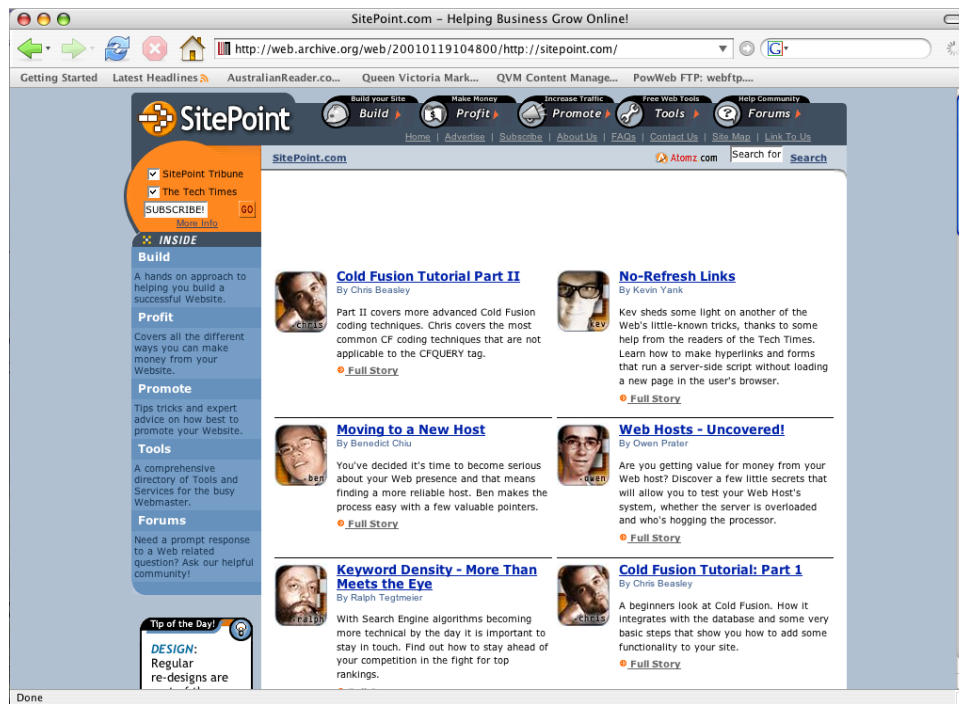 SitePoint.com – Helping Business Grow Online!
http://web.archive.org/web/20010119104800/http://sitepoint.com/
G
Getting Started Latest Headlines AustralianReader.co... Queen Victoria Mark... QVM Content Manage... PowWeb FTP: webftp....
SitePoint
Build your Site Make Money Increase Traffic Free Web Tools Help Community
Build Profit Promote Tools Forums
Home | Advertise | Subscribe | About Us | FAQs | Contact Us | Site Map | Link To Us
SitePoint.com
Atomz com
Search for
Search
SitePoint Tribune
The Tech Times
SUBSCRIBE! GO
More Info
INSIDE
Build
A hands on approach to
helping you build a
successful Website.
Profit
Covers all the different
ways you can make
money from your
Website.
Promote
Tips tricks and expert
advice on how best to
promote your Website.
Tools
A comprehensive
directory of Tools and
Services for the busy
Webmaster.
Forums
Need a prompt response
to a Web related
question? Ask our helpful
community!
Tip of the Day!
DESIGN:
Regular
re-designs are
.chris
Cold Fusion Tutorial Part II
By Chris Beasley
Part II covers more advanced Cold Fusion
coding techniques. Chris covers the most
common CF coding techniques that are not
applicable to the CFQUERY tag.
Full Story
kev
No-Refresh Links
By Kevin Yank
Kev sheds some light on another of the
Web's little-known tricks, thanks to some
help from the readers of the Tech Times.
Learn how to make hyperlinks and forms
that run a server-side script without loading
a new page in the user's browser.
Full Story
.ben
Moving to a New Host
By Benedict Chiu
You've decided it's time to become serious
about your Web presence and that means
finding a more reliable host. Ben makes the
process easy with a few valuable pointers.
Full Story
.owen
Web Hosts - Uncovered!
By Owen Prater
Are you getting value for money from your
Web host? Discover a few little secrets that
will allow you to test your Web Host's
system, whether the server is overloaded
and who's hogging the processor.
Full Story
.ralph
Keyword Density - More Than
Meets the Eye
By Ralph Tegtmeier
With Search Engine algorithms becoming
more technical by the day it is important to
stay in touch. Find out how to stay ahead of
your competition in the fight for top
rankings.
.chris
Cold Fusion Tutorial: Part 1
By Chris Beasley
A beginners look at Cold Fusion. How it
integrates with the database and some very
basic steps that show you how to add some
functionality to your site.
Full Story
Done